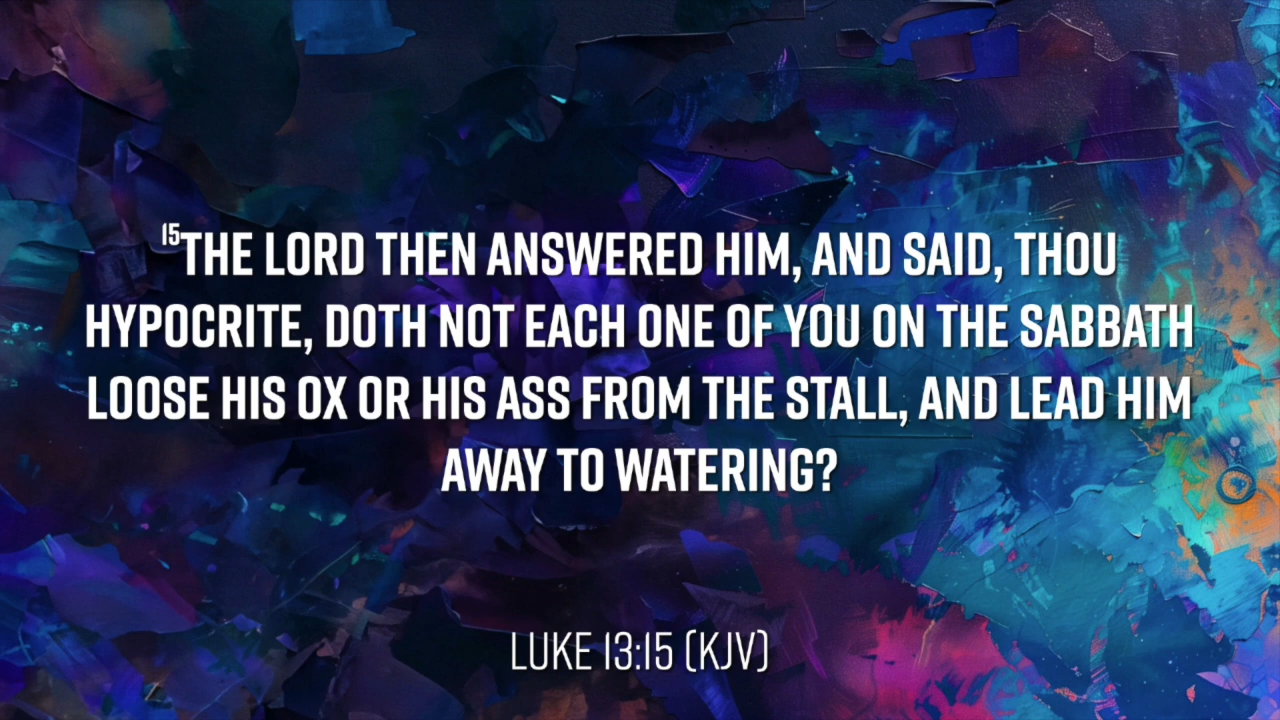 15THE LORD THEN ANSWERED HIM, AND SAID, THOU
HYPOCRITE, DOTH NOT EACH ONE OF YOU ON THE SABBATH
LOOSE HIS OX OR HIS ASS FROM THE STALL, AND LEAD HIM
AWAY TO WATERING?
LUKE 13:15 (KJV)